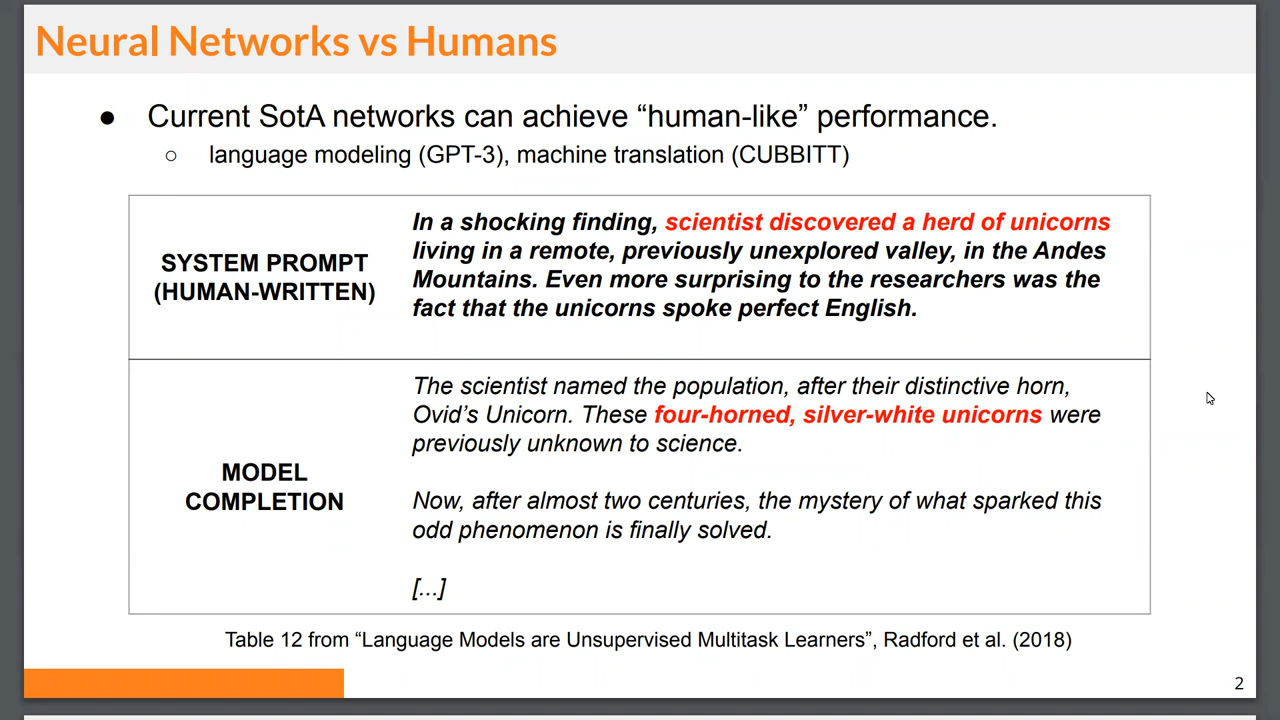 Neural Networks vs Humans
● Current SotA networks can achieve “human-like” performance.
○ language modeling (GPT-3), machine translation (CUBBITT)
SYSTEM PROMPT
(HUMAN-WRITTEN)
In a shocking finding, scientist discovered a herd of unicorns
living in a remote, previously unexplored valley, in the Andes
Mountains. Even more surprising to the researchers was the
fact that the unicorns spoke perfect English.
MODEL
COMPLETION
The scientist named the population, after their distinctive horn,
Ovid’s Unicorn. These four-horned, silver-white unicorns were
previously unknown to science.
Now, after almost two centuries, the mystery of what sparked this
odd phenomenon is finally solved.
[...]
Table 12 from “Language Models are Unsupervised Multitask Learners”, Radford et al. (2018)
2